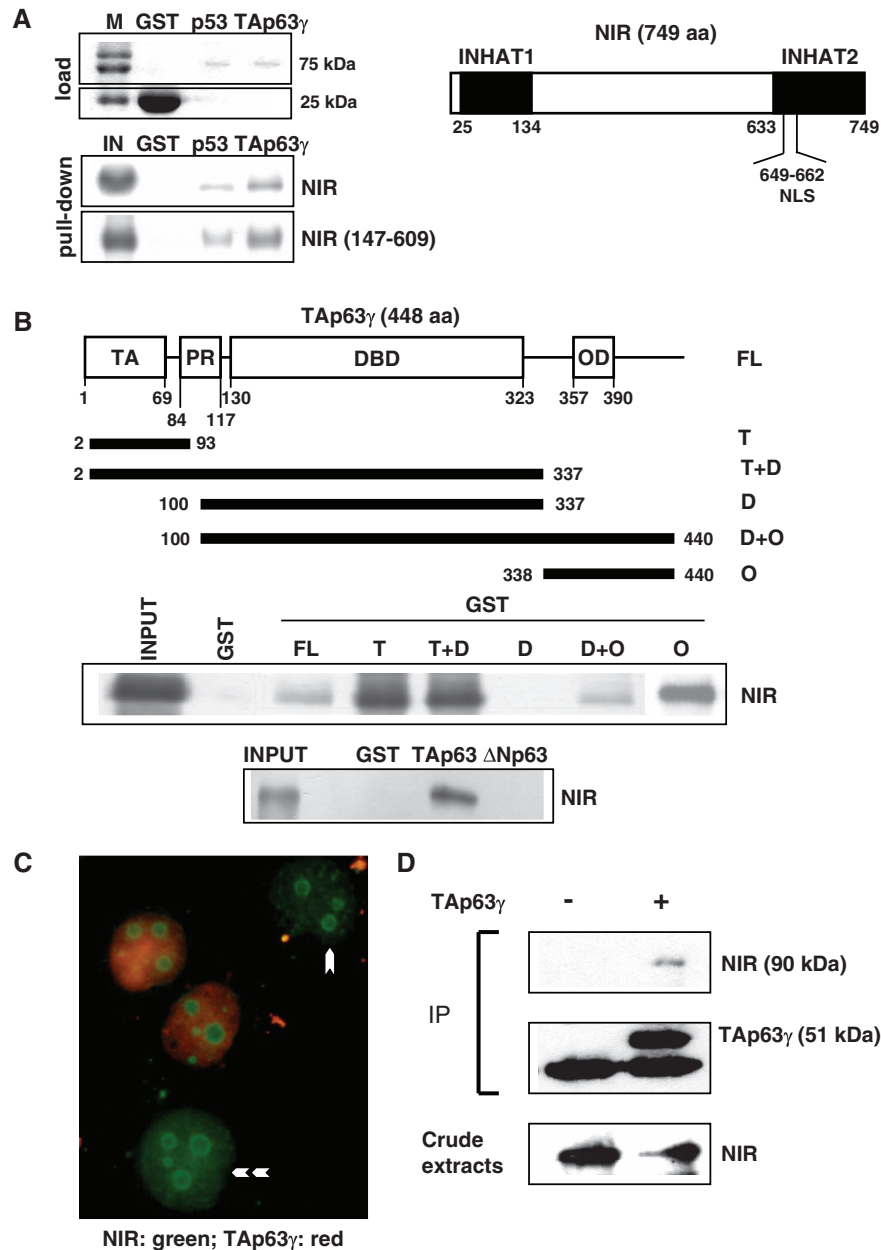 A
M GST p53 TAp63γ
load
75 kDa
25 kDa
IN GST p53 TAp63γ
pull-down
NIR
NIR (147-609)
NIR (749 aa)
INHAT1 INHAT2
25 134 633 749
649-662
NLS
B
TAp63γ (448 aa)
TA PR DBD OD FL
1 69 130 323 357 390
84 117
2 93 T
2 337 T+D
100 337 D
100 440 D+O
338 440 O
GST
INPUT GST FL T T+D D D+O O
NIR
INPUT GST TAp63 ΔNp63
NIR
C
NIR: green; TAp63γ: red
D
TAp63γ - +
IP
NIR (90 kDa)
TAp63γ (51 kDa)
Crude
extracts
NIR